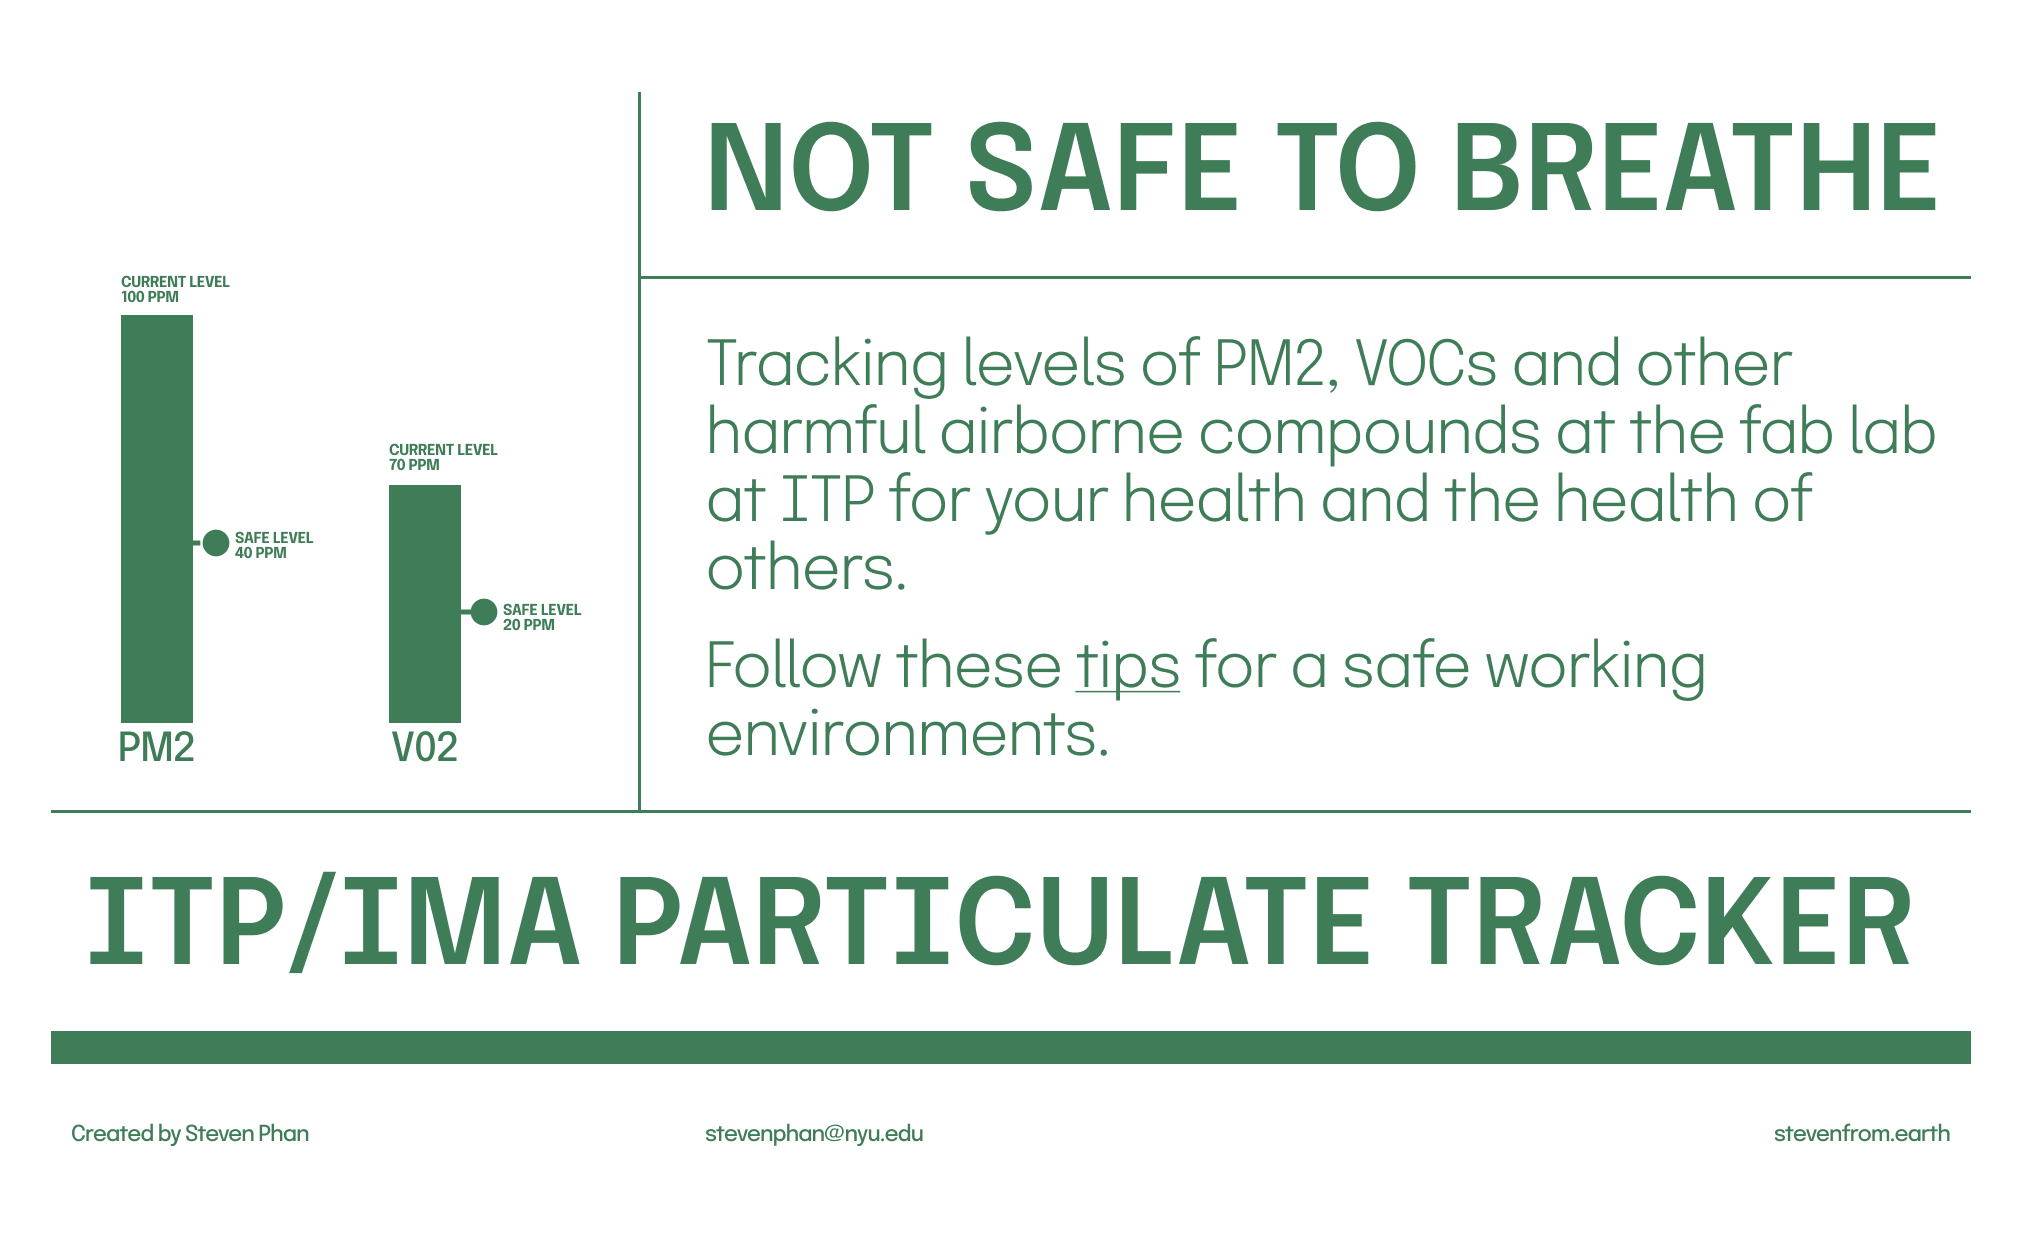 NOT SAFE TO BREATHE
CURRENT LEVEL
100 PPM
SAFE LEVEL
40 PPM
PM2
CURRENT LEVEL
70 PPM
SAFE LEVEL
20 PPM
V02
Tracking levels of PM2, VOCs and other
harmful airborne compounds at the fab lab
at ITP for your health and the health of
others.
Follow these tips for a safe working
environments.
ITP/IMA PARTICULATE TRACKER
Created by Steven Phan
stevenphan@nyu.edu
stevenfrom.earth